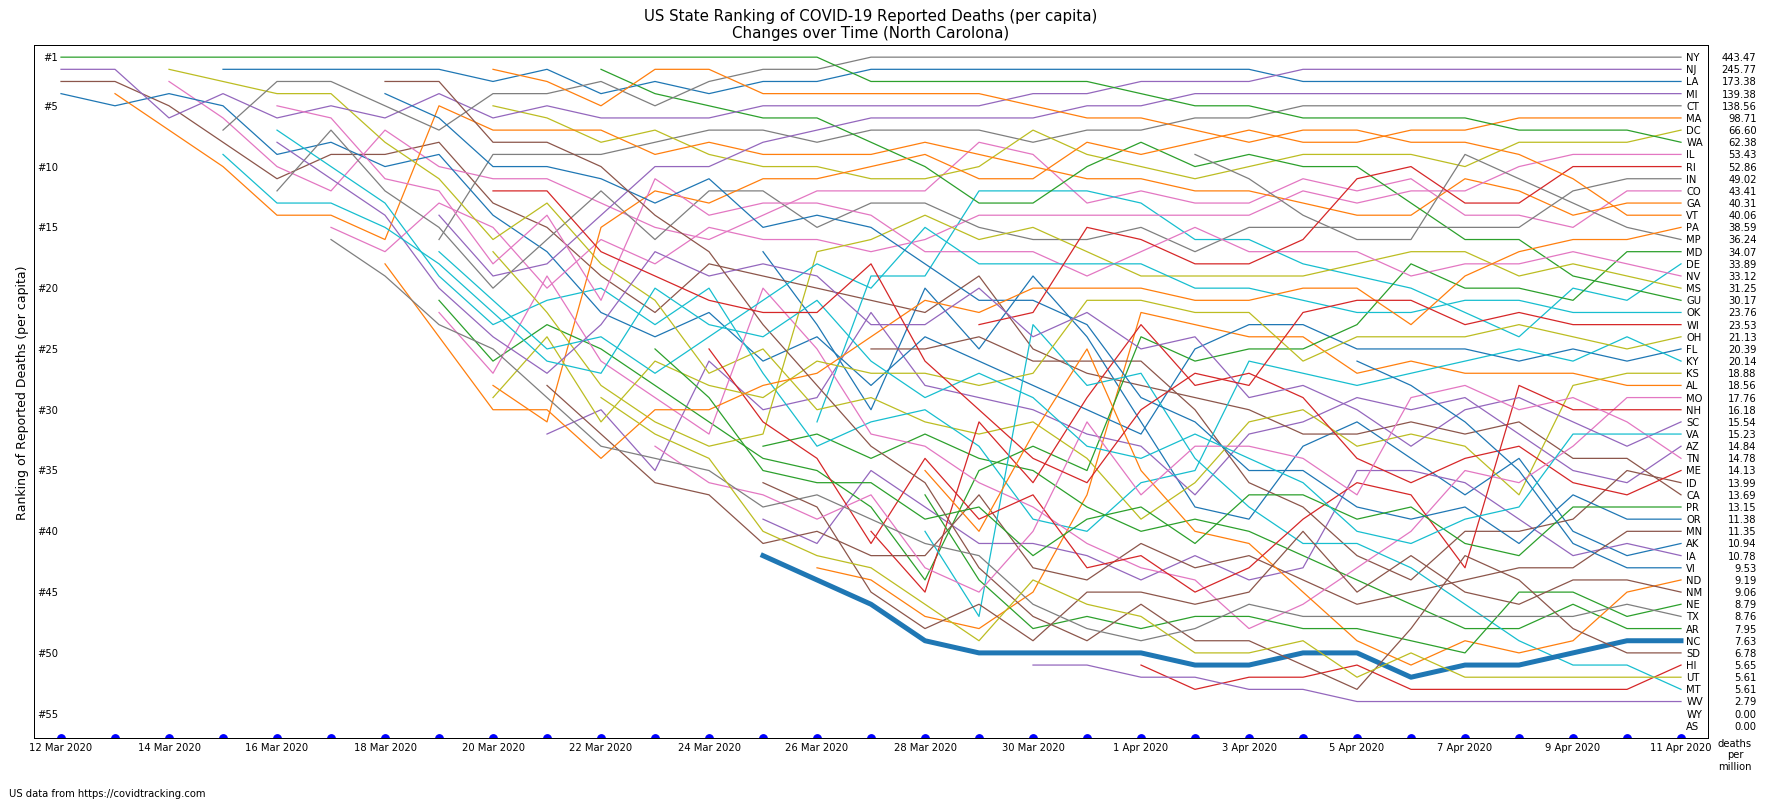 US State Ranking of COVID-19 Reported Deaths (per capita)
Changes over Time (North Carolona)
Ranking of Reported Deaths (per capita)
#1
#5
#10
#15
#20
#25
#30
#35
#40
#45
#50
#55
NY 443.47
NJ 245.77
LA 173.38
MI 139.38
CT 138.56
MA 98.71
DC 66.60
WA 62.38
IL 53.43
RI 52.86
IN 49.02
CO 43.41
GA 40.31
VT 40.06
PA 38.59
MP 36.24
MD 34.07
DE 33.89
NV 33.12
MS 31.25
GU 30.17
OK 23.76
WI 23.53
OH 21.13
FL 20.39
KY 20.14
KS 18.88
AL 18.56
MO 17.76
NH 16.18
SC 15.54
VA 15.23
AZ 14.84
TN 14.78
ME 14.13
ID 13.99
CA 13.69
PR 13.15
OR 11.38
MN 11.35
AK 10.94
IA 10.78
VI 9.53
ND 9.19
NM 9.06
NE 8.79
TX 8.76
AR 7.95
NC 7.63
SD 6.78
HI 5.65
UT 5.61
MT 5.61
WV 2.79
WY 0.00
AS 0.00
12 Mar 2020 14 Mar 2020 16 Mar 2020 18 Mar 2020 20 Mar 2020 22 Mar 2020 24 Mar 2020 26 Mar 2020 28 Mar 2020 30 Mar 2020 1 Apr 2020 3 Apr 2020 5 Apr 2020 7 Apr 2020 9 Apr 2020 11 Apr 2020
deaths
per
million
US data from https://covidtracking.com